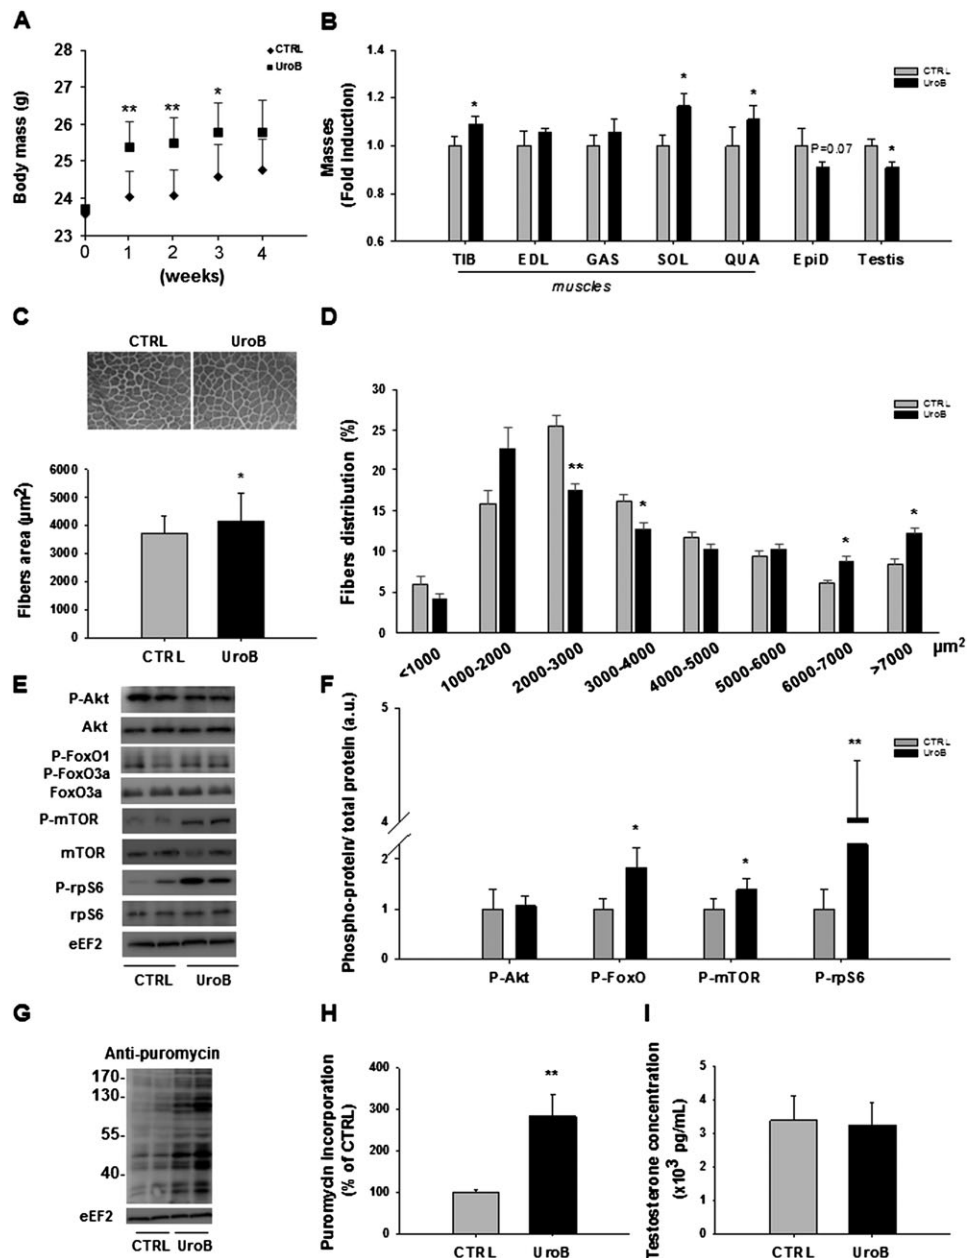 A
28
27
26
25
24
23
Body mass (g)
◆CTRL
■UroB
**
**
*
0
1
2
3
4
(weeks)
B
1.4
1.2
1.0
0.8
0.6
Masses
(Fold induction)
CTRL
UroB
*
*
*
P=0.07
*
TIB
EDL
GAS
SOL
QUA
EpiD
Testis
muscles
C
CTRL
UroB
6000
5000
4000
3000
2000
1000
0
Fibers area (µm²)
*
CTRL
UroB
D
30
25
20
15
10
5
0
Fibers distribution (%)
CTRL
UroB
**
*
*
*
<1000
1000-2000
2000-3000
3000-4000
4000-5000
5000-6000
6000-7000
>7000
µm²
E
P-Akt
Akt
P-FoxO1
P-FoxO3a
FoxO3a
P-mTOR
mTOR
P-rpS6
rpS6
eEF2
CTRL
UroB
F
5
4
2
1
0
Phospho-protein/ total protein (a.u.)
CTRL
UroB
*
*
**
P-Akt
P-FoxO
P-mTOR
P-rpS6
G
Anti-puromycin
170-
130-
55-
40-
eEF2
CTRL
UroB
H
400
300
200
100
0
Puromycin incorporation
(% of CTRL)
**
CTRL
UroB
I
5
4
3
2
1
0
Testosterone concentration
(x10³ pg/mL)
CTRL
UroB